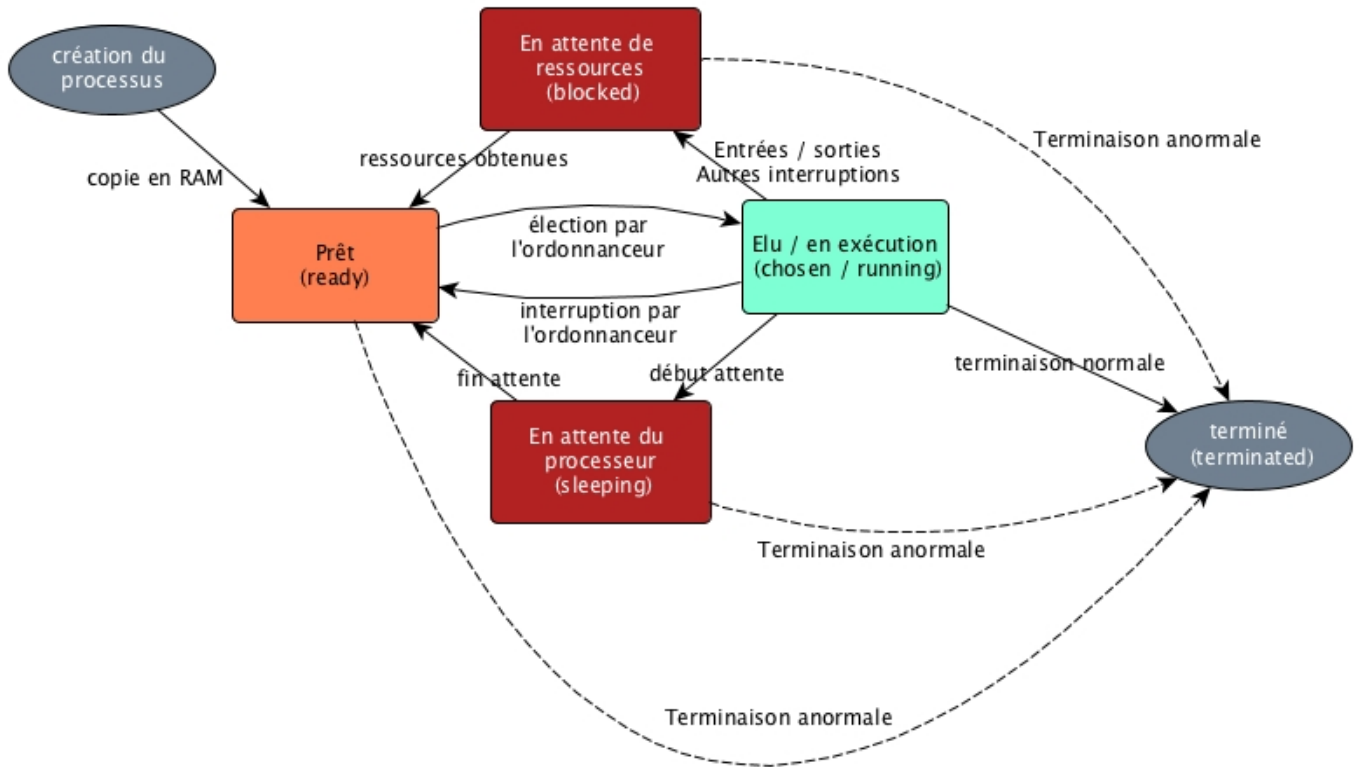 création du
processus
En attente de
ressources
(blocked)
Terminaison anormale
Entrées / sorties
Autres interruptions
ressources obtenues
copie en RAM
Prêt
(ready)
élection par
l'ordonnanceur
Elu / en exécution
(chosen / running)
interruption par
l'ordonnanceur
fin attente
début attente
terminaison normale
En attente du
processeur
(sleeping)
terminé
(terminated)
Terminaison anormale
Terminaison anormale